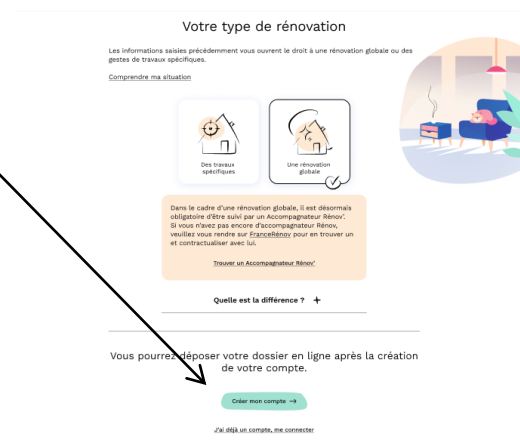 Votre type de rénovation
Les informations saisies précédemment vous ouvrent le droit à une rénovation globale ou des
gestes de travaux spécifiques.
Comprendre ma situation
Des travaux
spécifiques
Une rénovation
globale
Dans le cadre d'une rénovation globale, il est désormais
obligatoire d'être suivi par un Accompagnateur Rénov'.
Si vous n'avez pas encore d'accompagnateur Rénov,
veuillez vous rendre sur FranceRénov pour en trouver un
et contractualiser avec lui.
Trouver un Accompagnateur Rénov'
Quelle est la différence ? +
Vous pourrez déposer votre dossier en ligne après la création
de votre compte.
Créer mon compte →
J'ai déjà un compte, me connecter